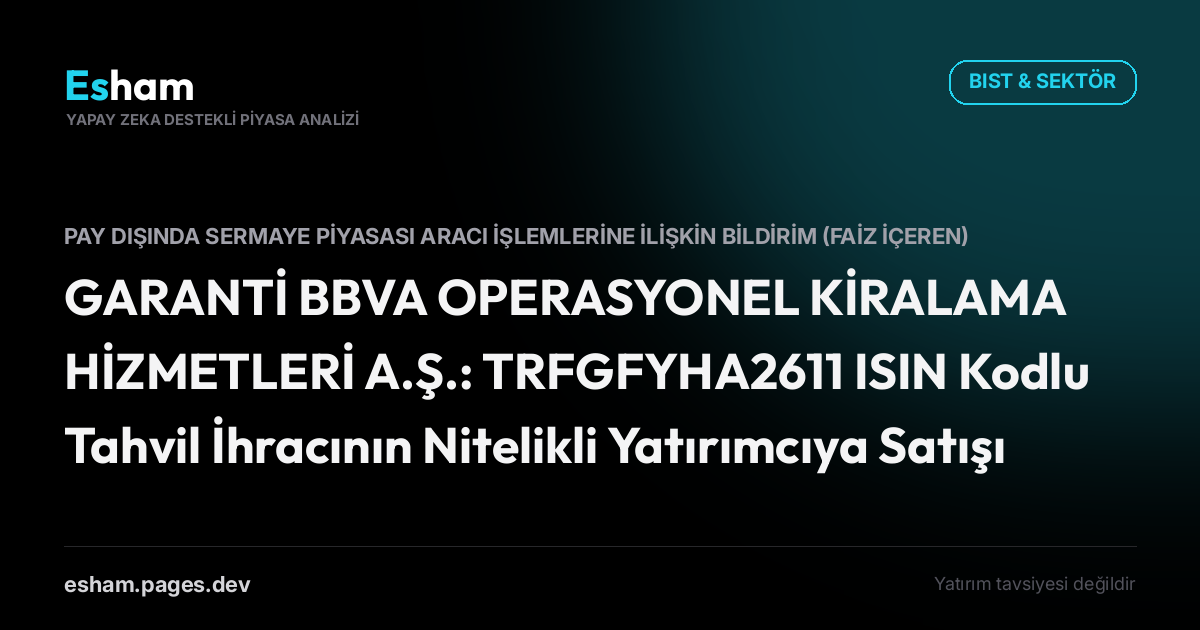 Esham
YAPAY ZEKA DESTEKLİ PİYASA ANALİZİ
BIST & SEKTÖR
PAY DIŞINDA SERMAYE PİYASASI ARACI İŞLEMLERİNE İLİŞKİN BİLDİRİM (FAİZ İÇEREN)
GARANTİ BBVA OPERASYONEL KİRALAMA
HİZMETLERİ A.Ş.: TRFGFYHA2611 ISIN Kodlu
Tahvil İhracının Nitelikli Yatırımcıya Satışı
esham.pages.dev
Yatırım tavsiyesi değildir